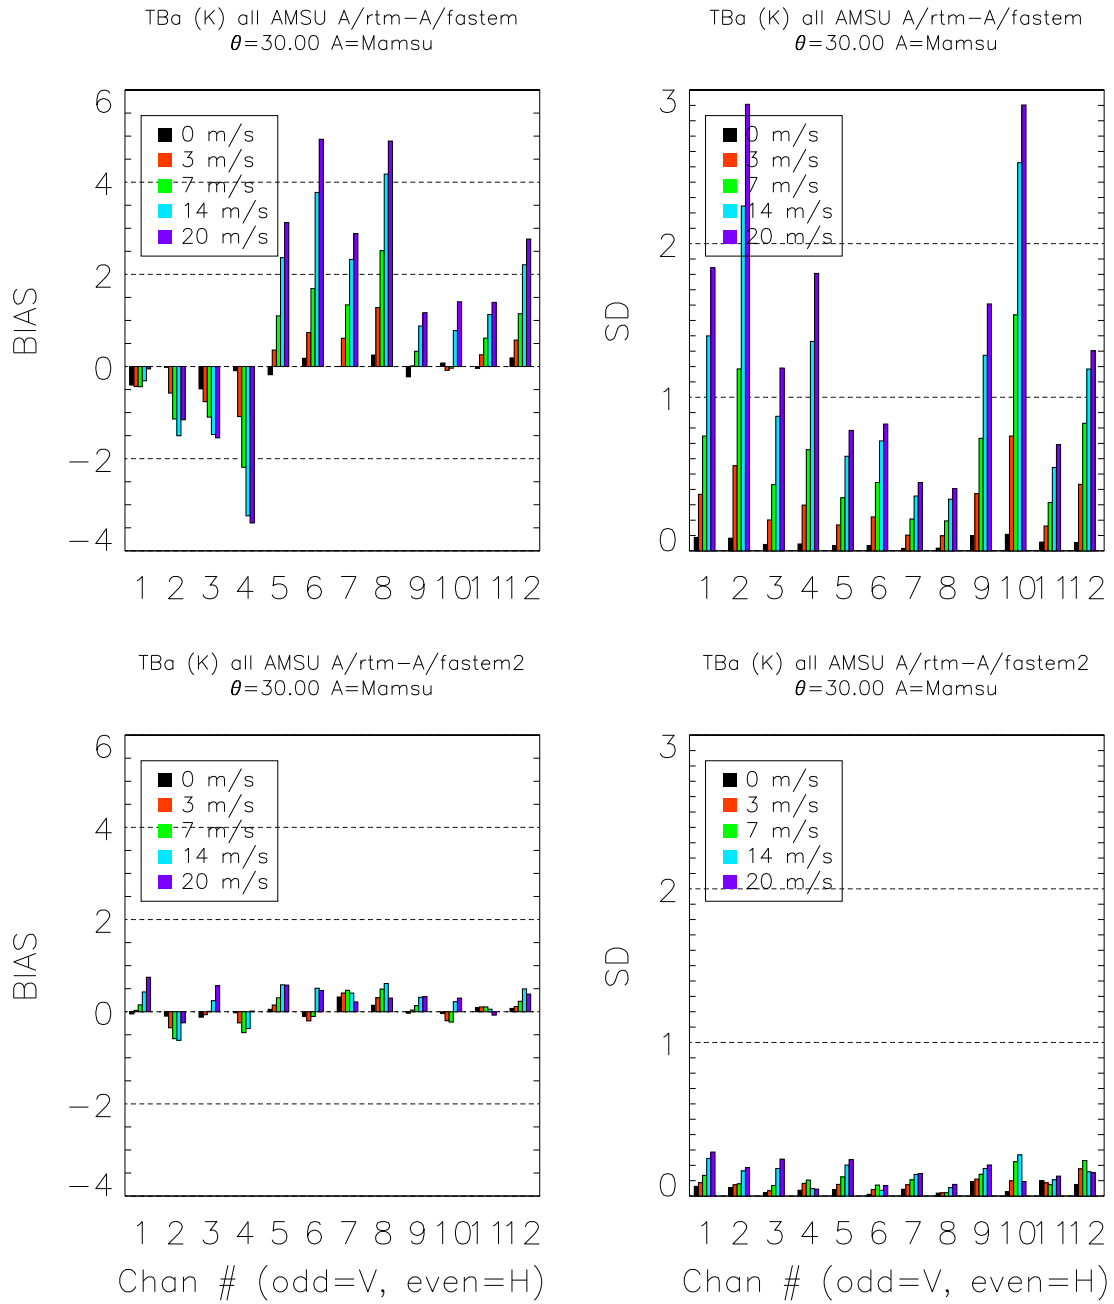 TBa (K) all AMSU A/rtm−A/fastem
θ=30.00 A=Mamsu
BIAS
6
4
2
0
−2
−4
0 m/s
3 m/s
7 m/s
14 m/s
20 m/s
1 2 3 4 5 6 7 8 9 10 11 12
TBa (K) all AMSU A/rtm−A/fastem
θ=30.00 A=Mamsu
SD
3
2
1
0
0 m/s
3 m/s
7 m/s
14 m/s
20 m/s
1 2 3 4 5 6 7 8 9 10 11 12
TBa (K) all AMSU A/rtm−A/fastem2
θ=30.00 A=Mamsu
BIAS
6
4
2
0
−2
−4
0 m/s
3 m/s
7 m/s
14 m/s
20 m/s
1 2 3 4 5 6 7 8 9 10 11 12
Chan # (odd=V, even=H)
TBa (K) all AMSU A/rtm−A/fastem2
θ=30.00 A=Mamsu
SD
3
2
1
0
0 m/s
3 m/s
7 m/s
14 m/s
20 m/s
1 2 3 4 5 6 7 8 9 10 11 12
Chan # (odd=V, even=H)